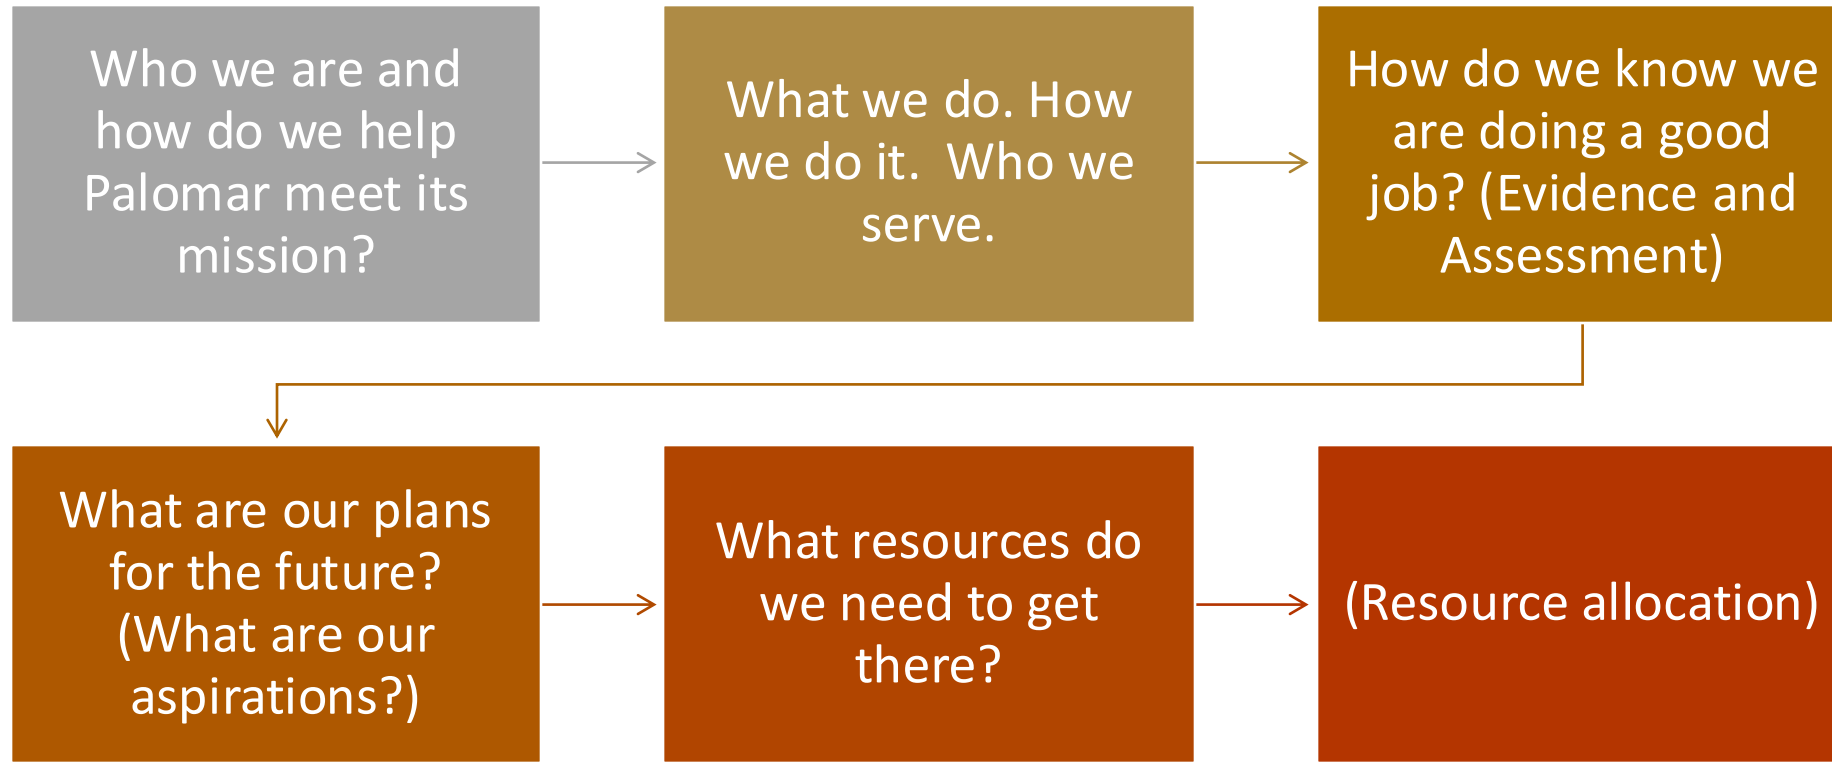 Who we are and
how do we help
Palomar meet its
mission?
What we do. How
we do it.  Who we
serve.
How do we know we
are doing a good
job? (Evidence and
Assessment)
What are our plans
for the future?
(What are our
aspirations?)
What resources do
we need to get
there?
(Resource allocation)